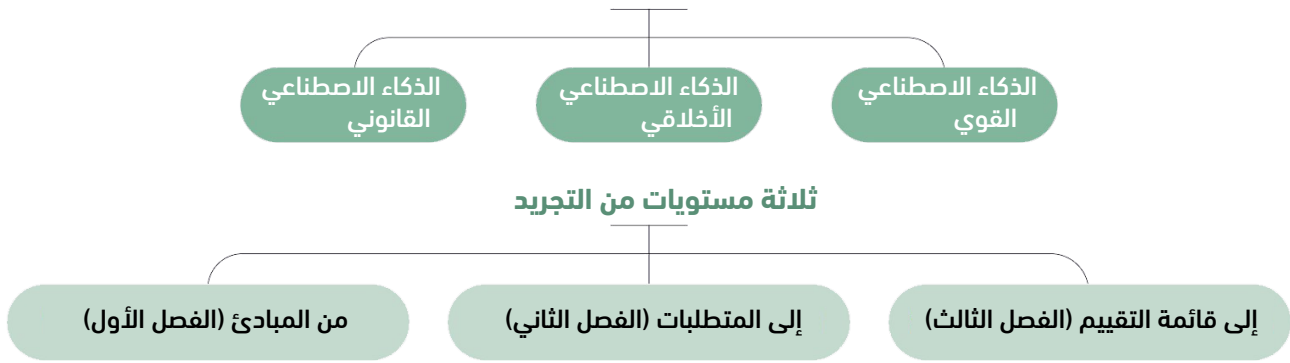 الذكاء الاصطناعي
القوي
الذكاء الاصطناعي
الأخلاقي
الذكاء الاصطناعي
القانوني
ثلاثة مستويات من التجريد
إلى قائمة التقييم (الفصل الثالث)
إلى المتطلبات (الفصل الثاني)
من المبادئ (الفصل الأول)